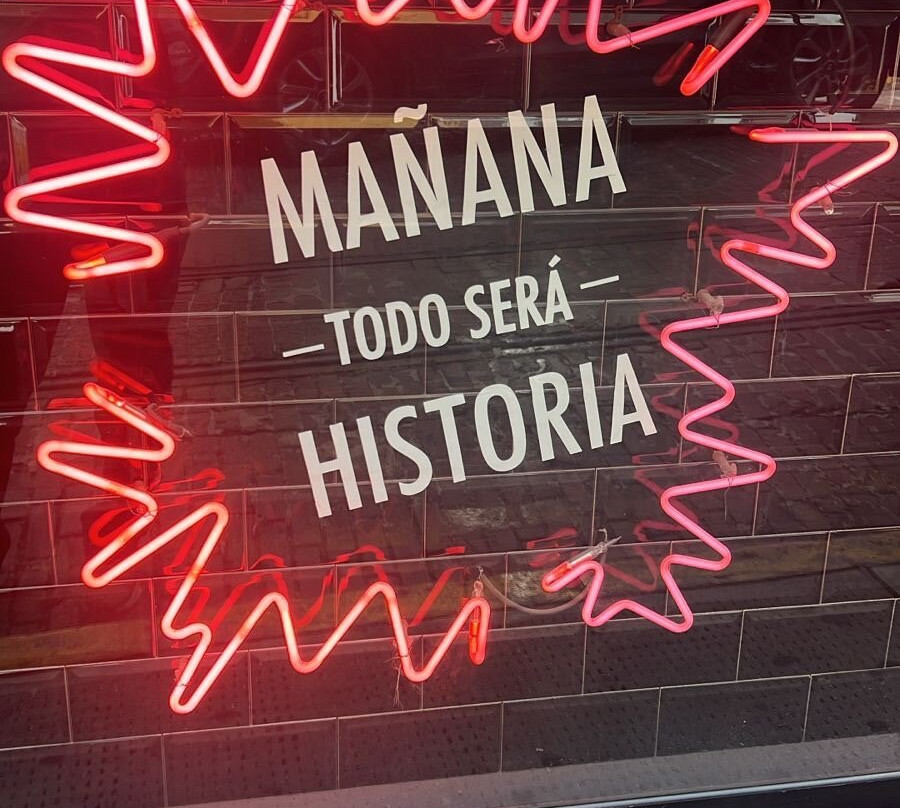 MAÑANA
—TODO SERÁ—
HISTORIA